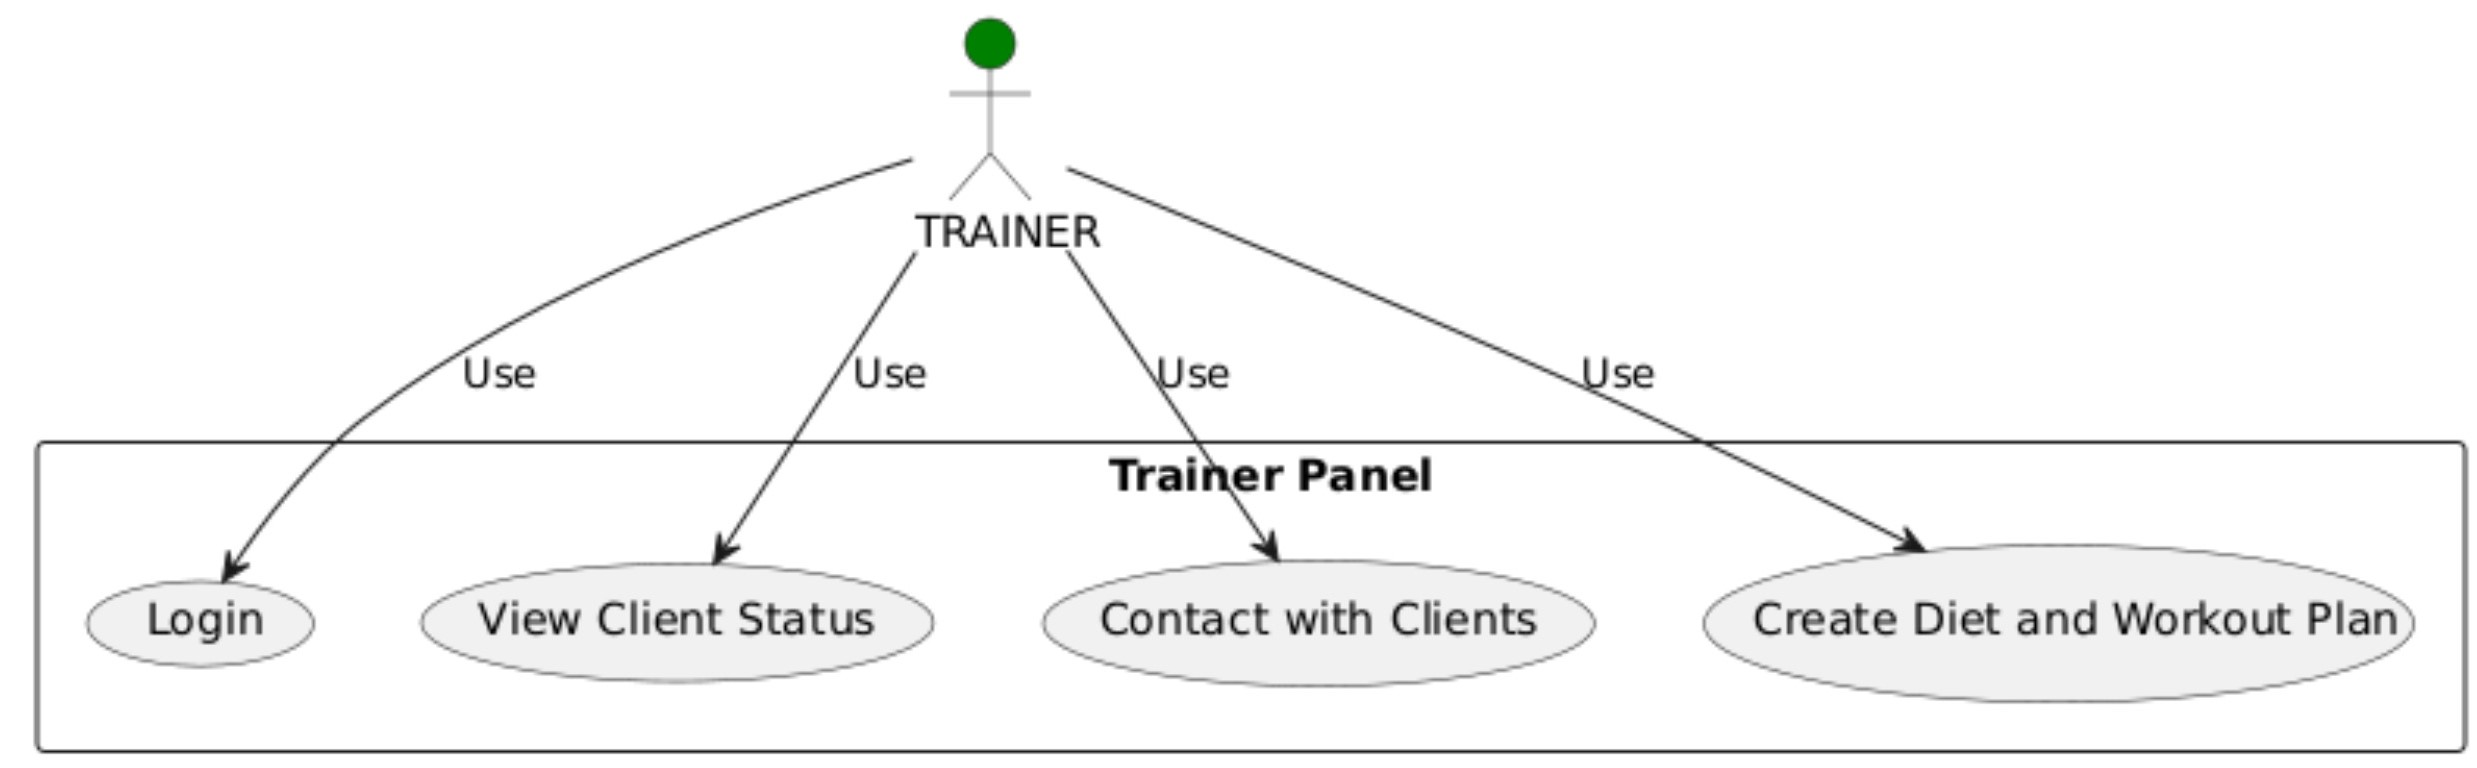 TRAINER
Use
Use
Use
Use
Trainer Panel
Login
View Client Status
Contact with Clients
Create Diet and Workout Plan